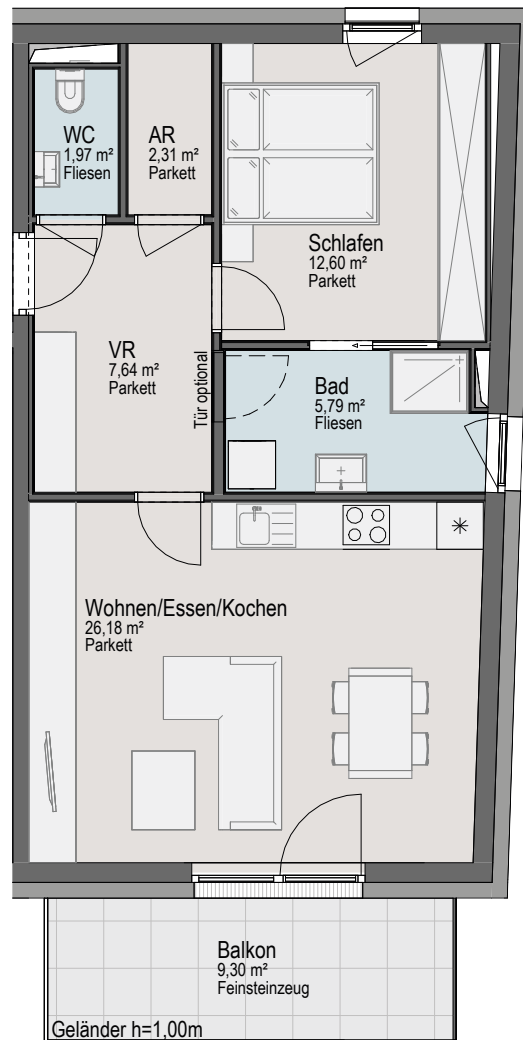 WC
1,97 m²
Fliesen
AR
2,31 m²
Parkett
Schlafen
12,60 m²
Parkett
VR
7,64 m²
Parkett
Tür optional
Bad
5,79 m²
Fliesen
Wohnen/Essen/Kochen
26,18 m²
Parkett
Balkon
9,30 m²
Feinsteinzeug
Geländer h=1,00m